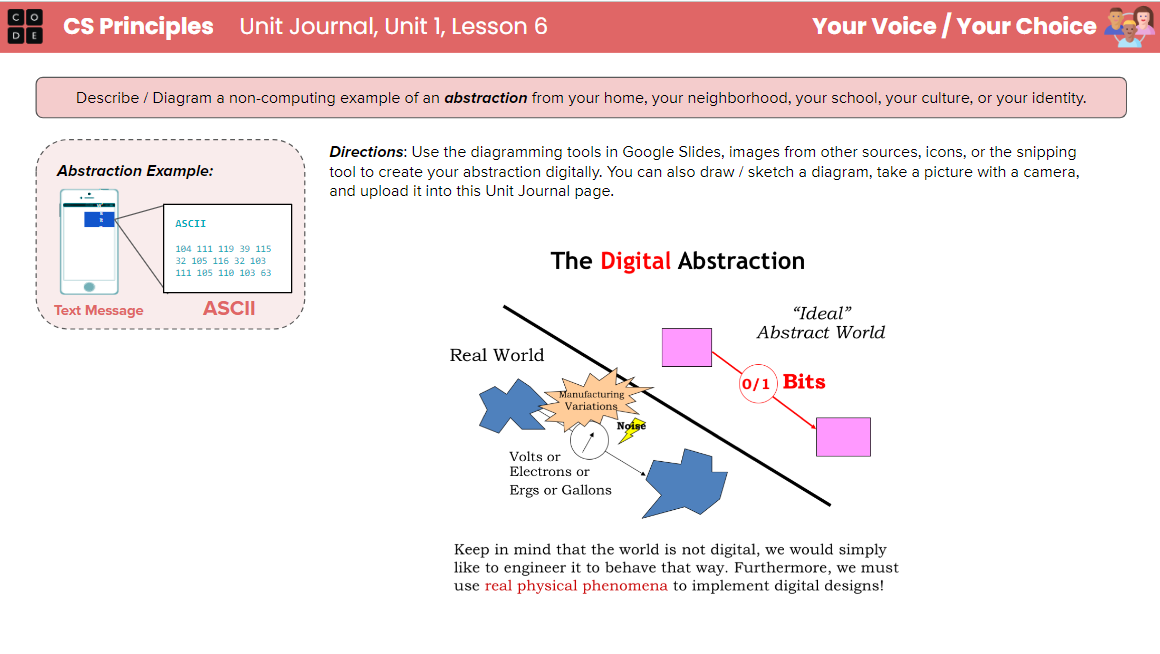 CODE
CS Principles Unit Journal, Unit 1, Lesson 6
Your Voice / Your Choice
Describe / Diagram a non-computing example of an abstraction from your home, your neighborhood, your school, your culture, or your identity.
Abstraction Example:
ASCII
104 111 119 39 115
32 105 116 32 103
111 105 110 103 63
Text Message
ASCII
Directions: Use the diagramming tools in Google Slides, images from other sources, icons, or the snipping
tool to create your abstraction digitally. You can also draw / sketch a diagram, take a picture with a camera,
and upload it into this Unit Journal page.
The Digital Abstraction
"Ideal"
Abstract World
Real World
0/1 Bits
Manufacturing
Variations
Noise
Volts or
Electrons or
Ergs or Gallons
Keep in mind that the world is not digital, we would simply
like to engineer it to behave that way. Furthermore, we must
use real physical phenomena to implement digital designs!